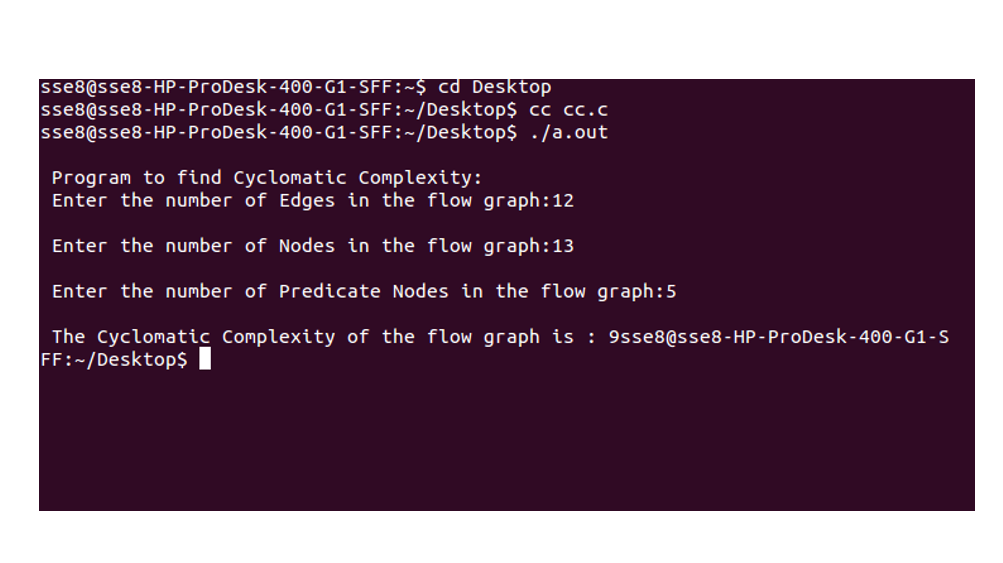 sse8@sse8-HP-ProDesk-400-G1-SFF:~$ cd Desktop
sse8@sse8-HP-ProDesk-400-G1-SFF:~/Desktop$ cc cc.c
sse8@sse8-HP-ProDesk-400-G1-SFF:~/Desktop$ ./a.out
Program to find Cyclomatic Complexity:
Enter the number of Edges in the flow graph:12
Enter the number of Nodes in the flow graph:13
Enter the number of Predicate Nodes in the flow graph:5
The Cyclomatic Complexity of the flow graph is : 9sse8@sse8-HP-ProDesk-400-G1-S
FF:~/Desktop$